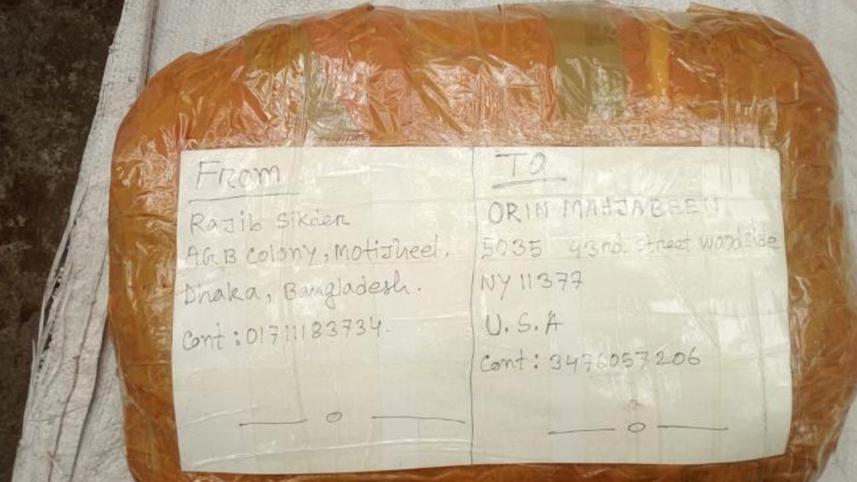 From
Rajib Sikder
AGB Colony, Motijheel.
Dhaka, Bangladesh.
Cont : 01711183734.
TO
ORIN MAHJABEEN
5035 43nd Street Woodside
NY 11377
U.S.A
Cont : 3476057206